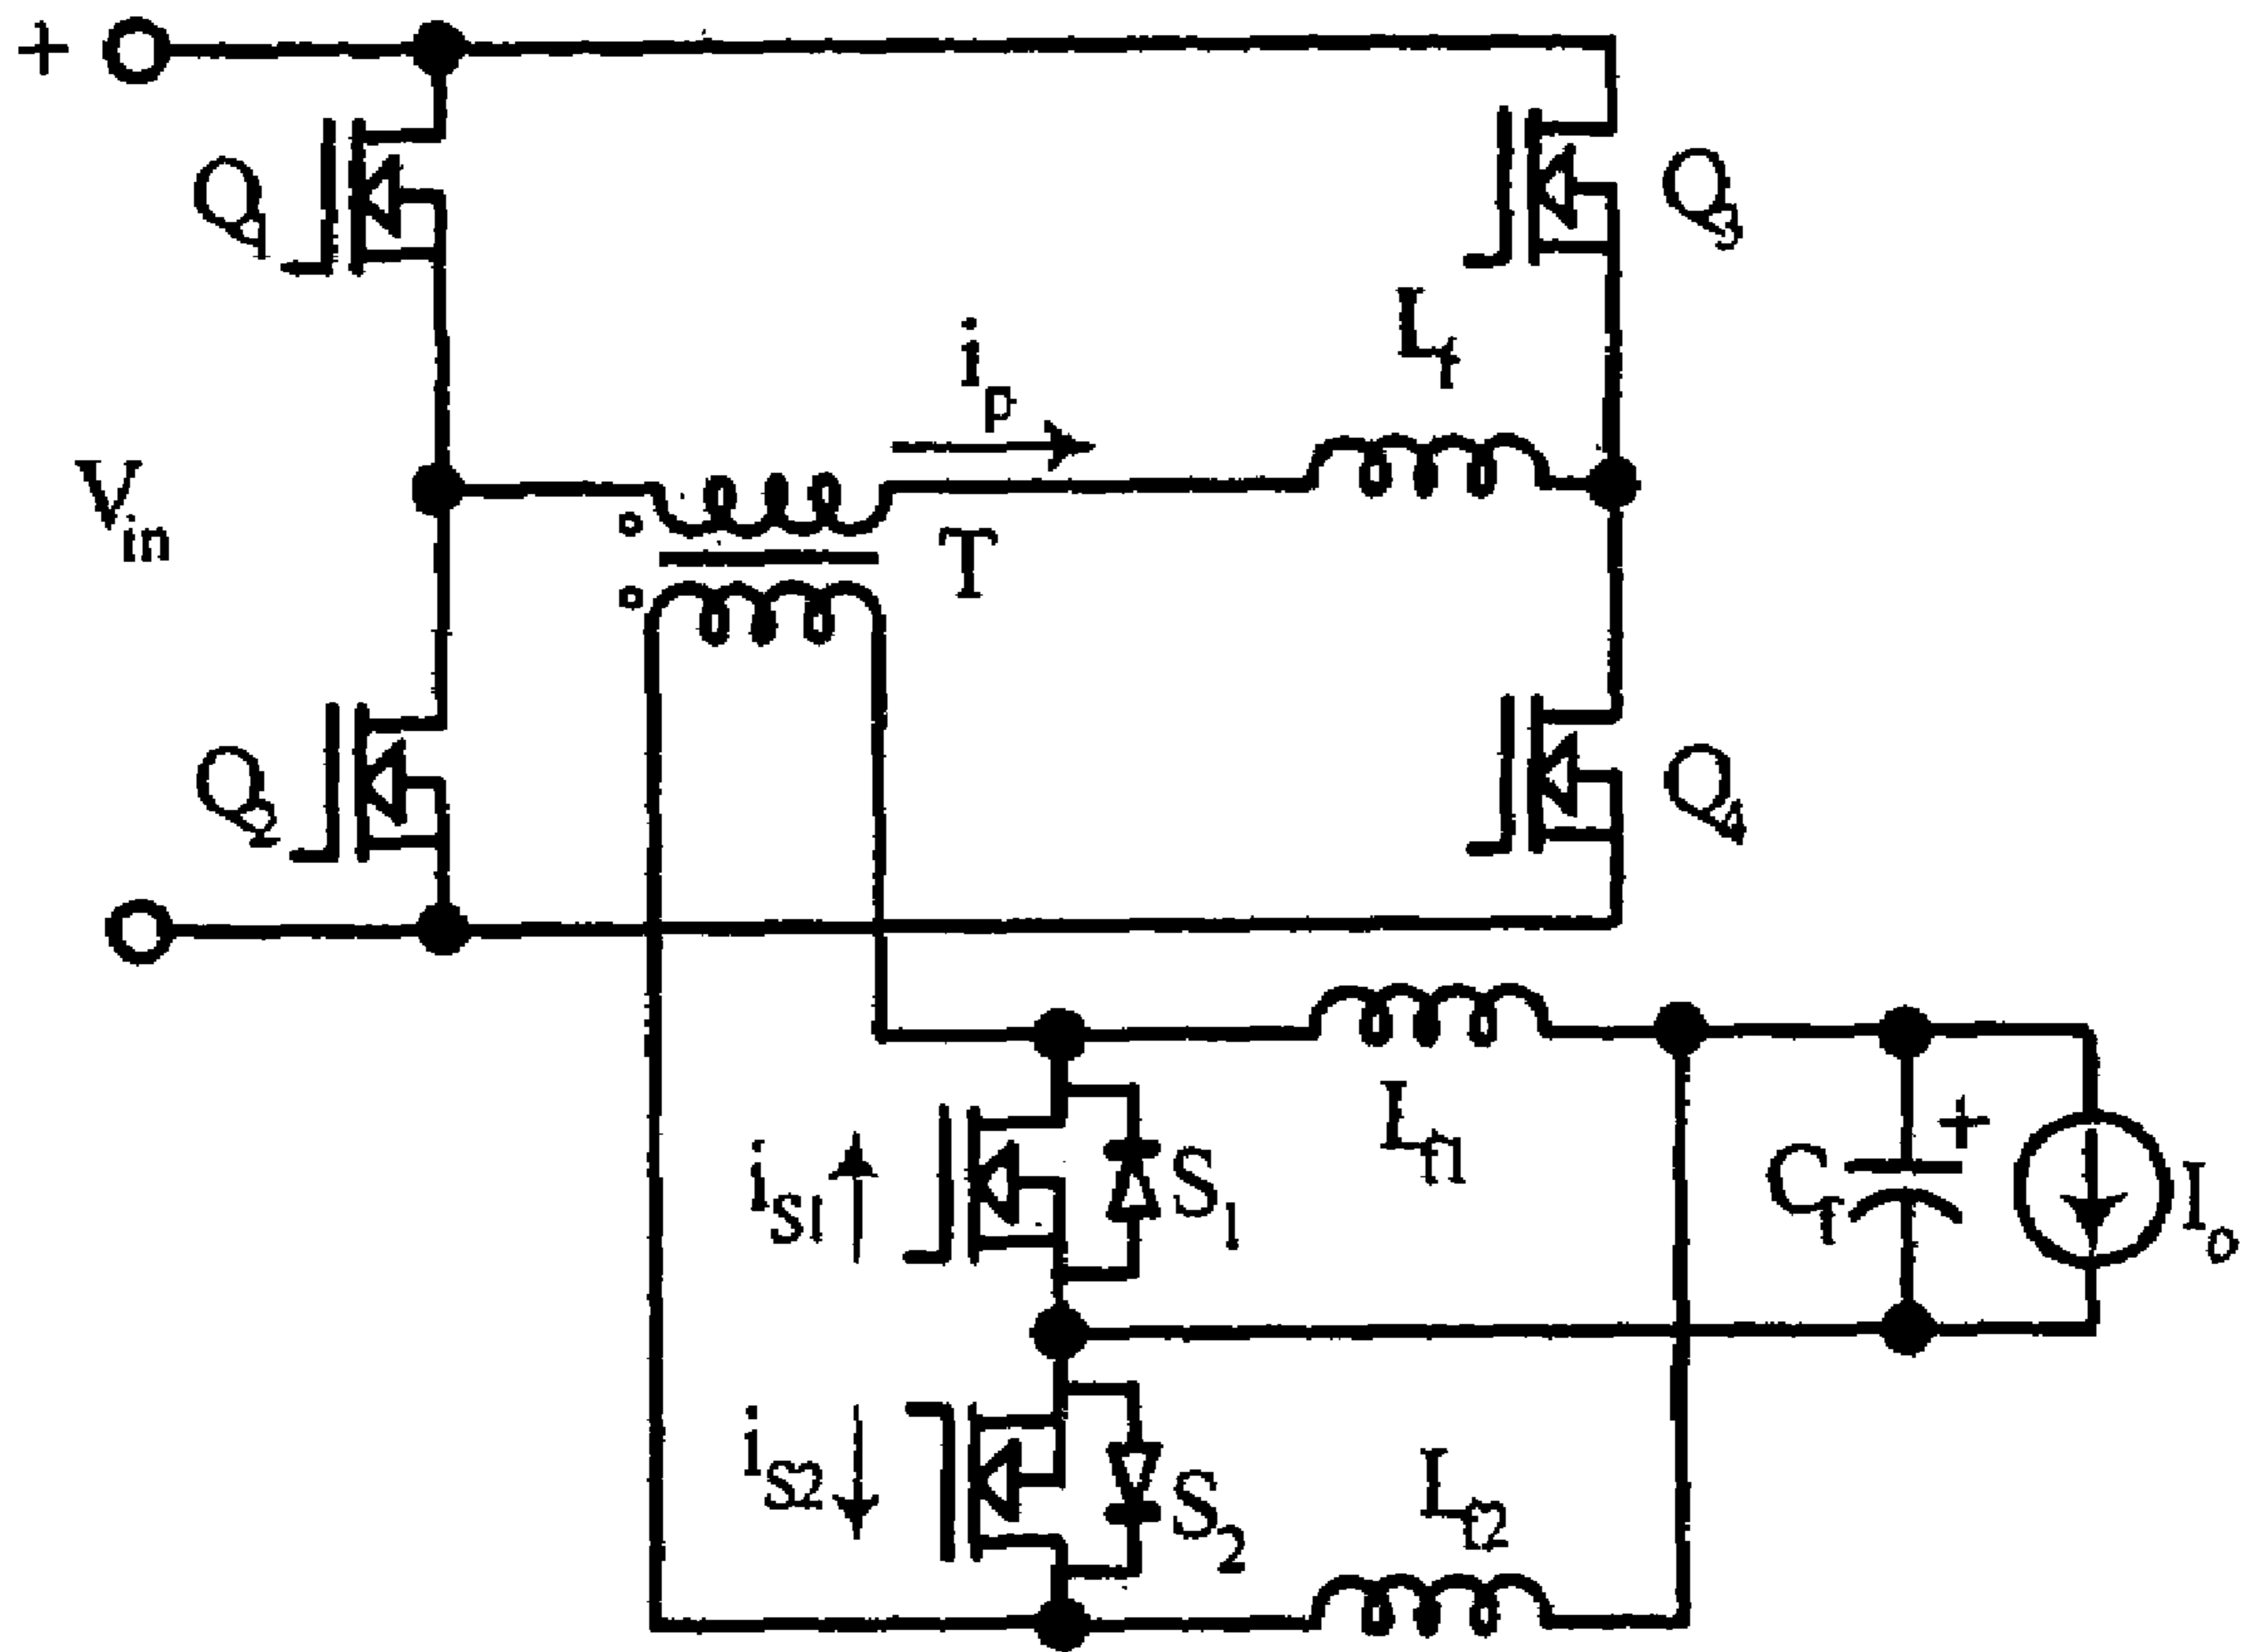 +
Q1
Q3
Lr
ip
Vin
T
Q2
Q4
Lf1
+
iS1
S1
Cf
Io
iS2
S2
Lf2